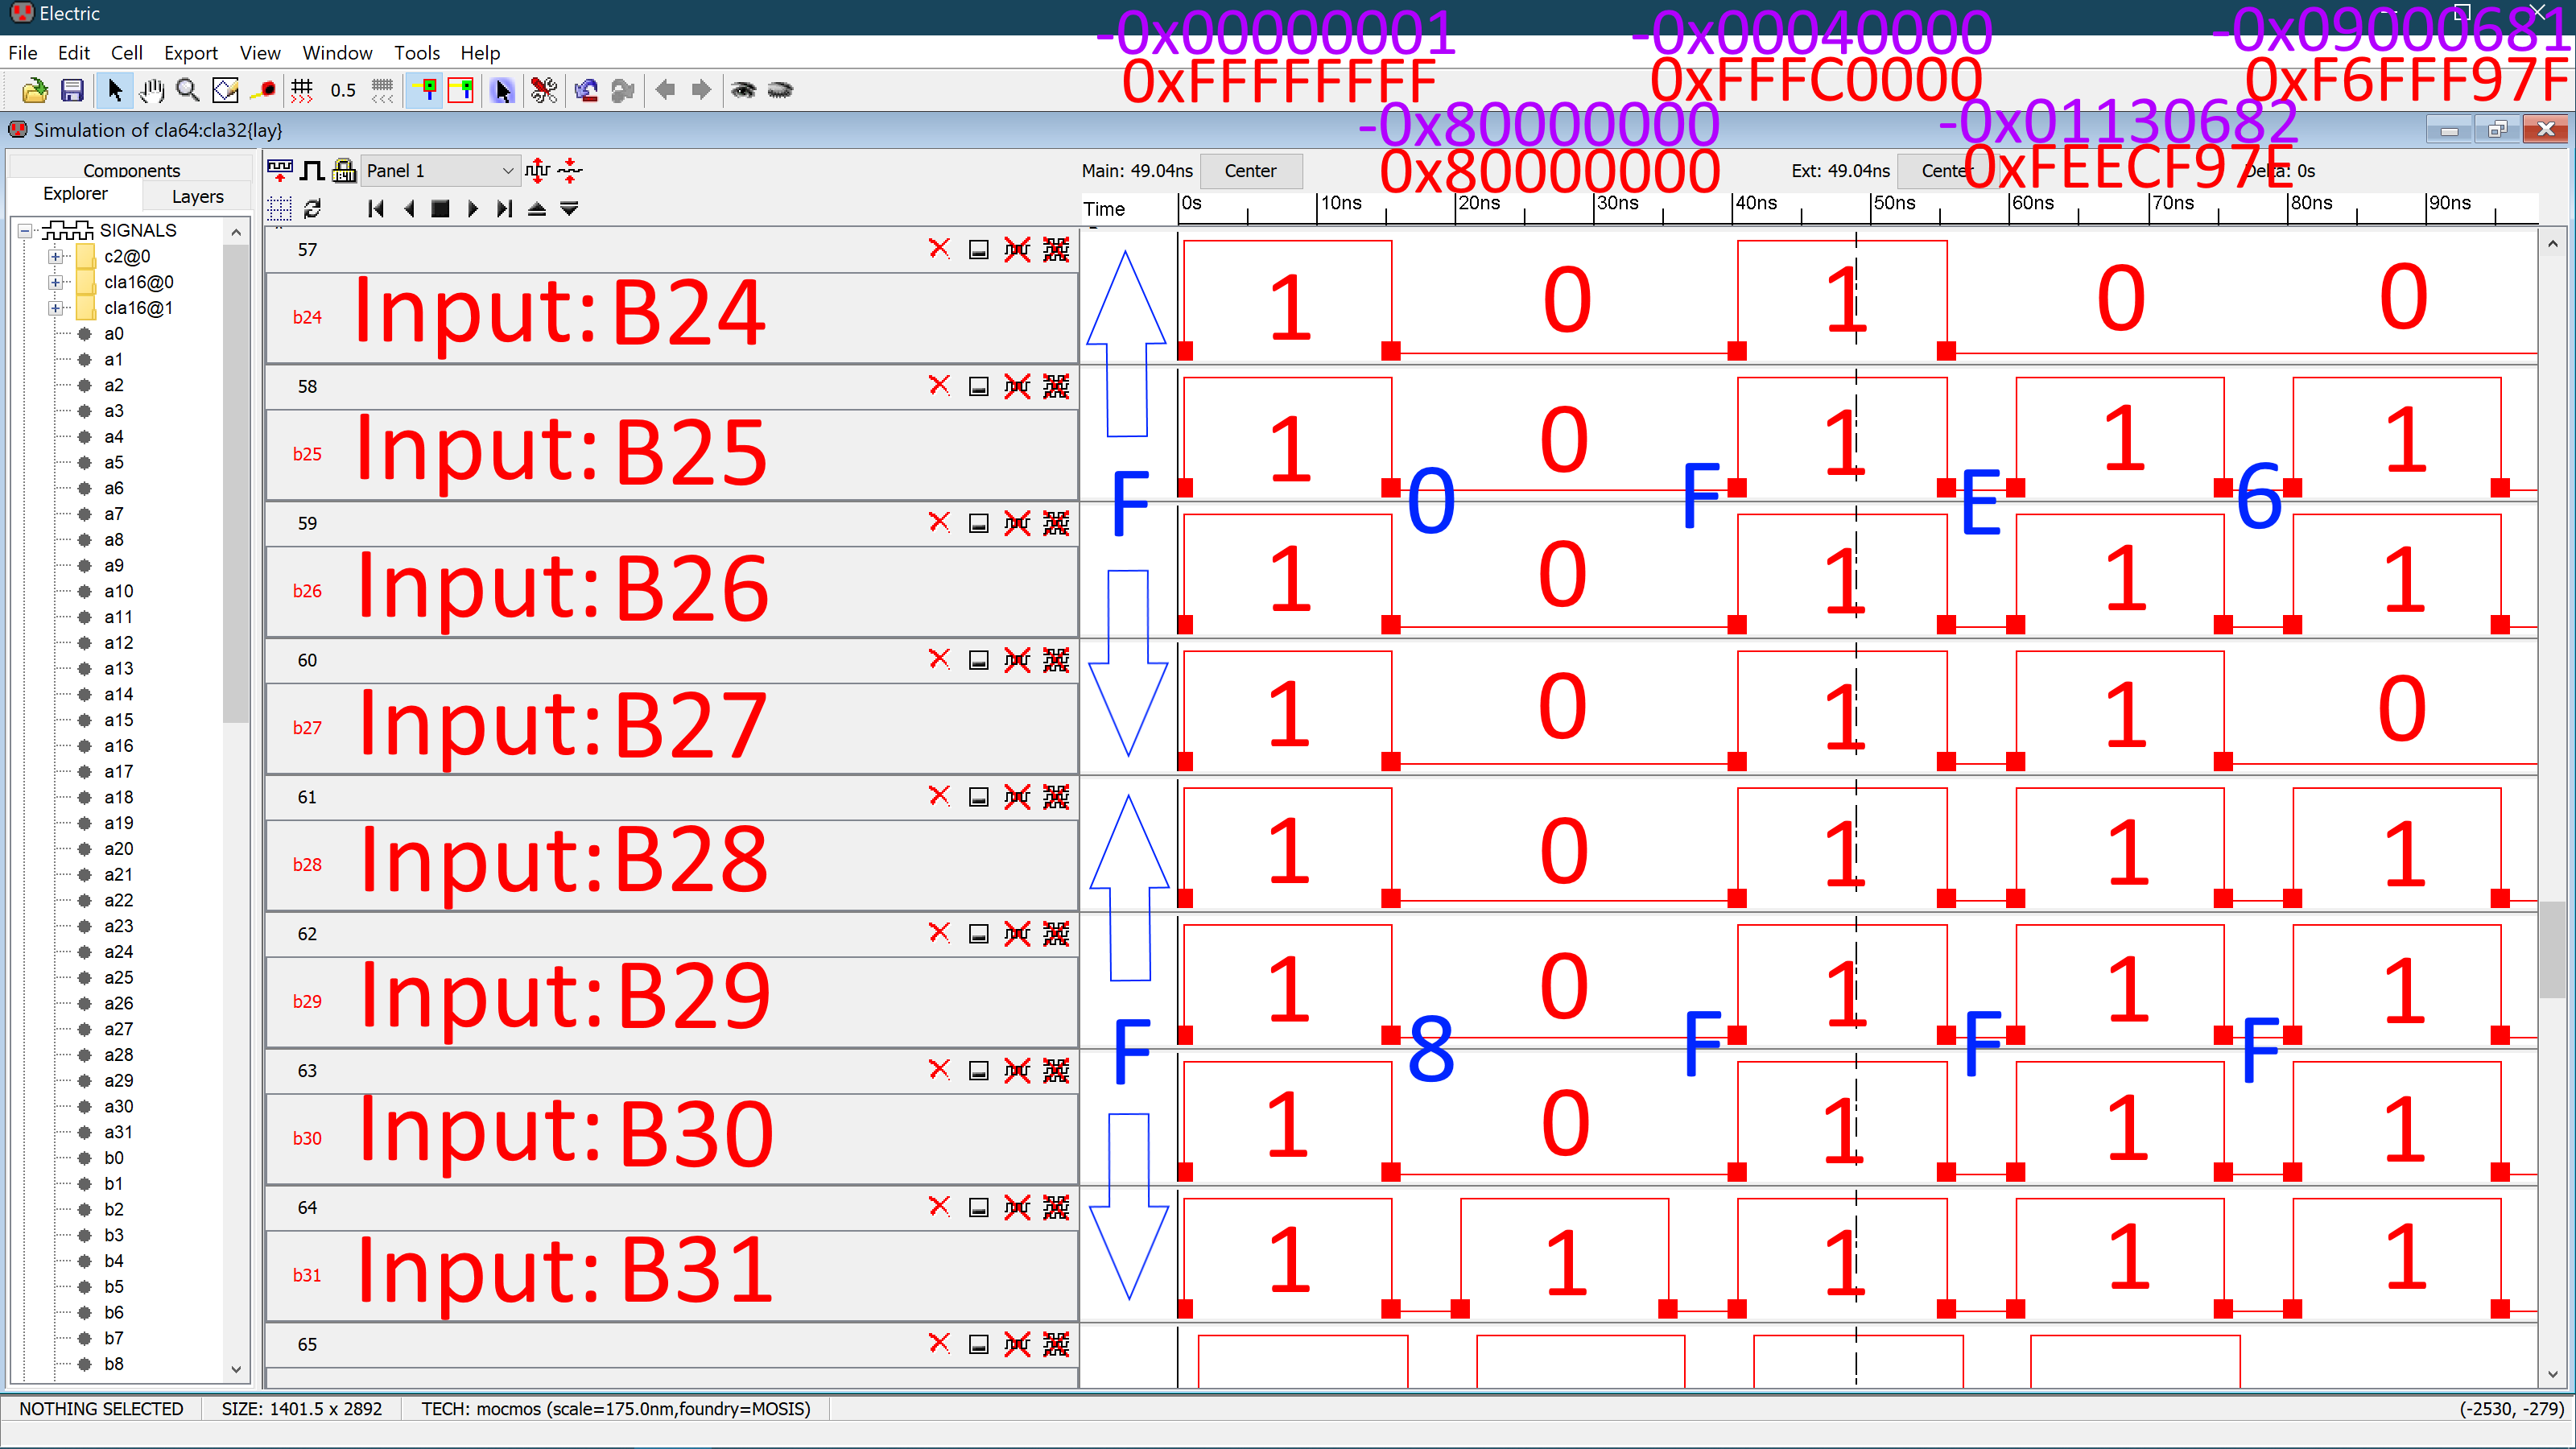 Electric
-0x00000001 -0x00040000 -0x09000681
File Edit Cell Export View Window Tools Help
0xFFFFFFFF 0xFFFC0000 0xF6FFF97F
0.5
-0x80000000 -0x01130682
Simulation of cla64:cla32{lay}
0x80000000 0xFEECF97E
Components
Explorer Layers
Panel 1
Main: 49.04ns Center Ext: 49.04ns Center Delta: 0s
Time 0s 10ns 20ns 30ns 40ns 50ns 60ns 70ns 80ns 90ns
SIGNALS
c2@0
cla16@0
cla16@1
a0
a1
a2
a3
a4
a5
a6
a7
a8
a9
a10
a11
a12
a13
a14
a15
a16
a17
a18
a19
a20
a21
a22
a23
a24
a25
a26
a27
a28
a29
a30
a31
b0
b1
b2
b3
b4
b5
b6
b7
b8
57
b24 Input: B24 1 0 1 0 0
58
b25 Input: B25 1 0 1 1 1
F 0 F E 6
59
b26 Input: B26 1 0 1 1 1
60
b27 Input: B27 1 0 1 1 0
61
b28 Input: B28 1 0 1 1 1
62
b29 Input: B29 1 0 1 1 1
F 8 F F F
63
b30 Input: B30 1 0 1 1 1
64
b31 Input: B31 1 1 1 1 1
65
NOTHING SELECTED SIZE: 1401.5 x 2892 TECH: mocmos (scale=175.0nm,foundry=MOSIS) (-2530, -279)